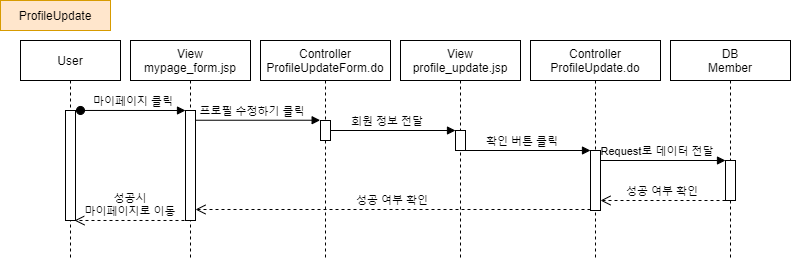 ProfileUpdate
User
View
mypage_form.jsp
Controller
ProfileUpdateForm.do
View
profile_update.jsp
Controller
ProfileUpdate.do
DB
Member
마이페이지 클릭
프로필 수정하기 클릭
회원 정보 전달
확인 버튼 클릭
Request로 데이터 전달
성공 여부 확인
성공 여부 확인
성공시
마이페이지로 이동